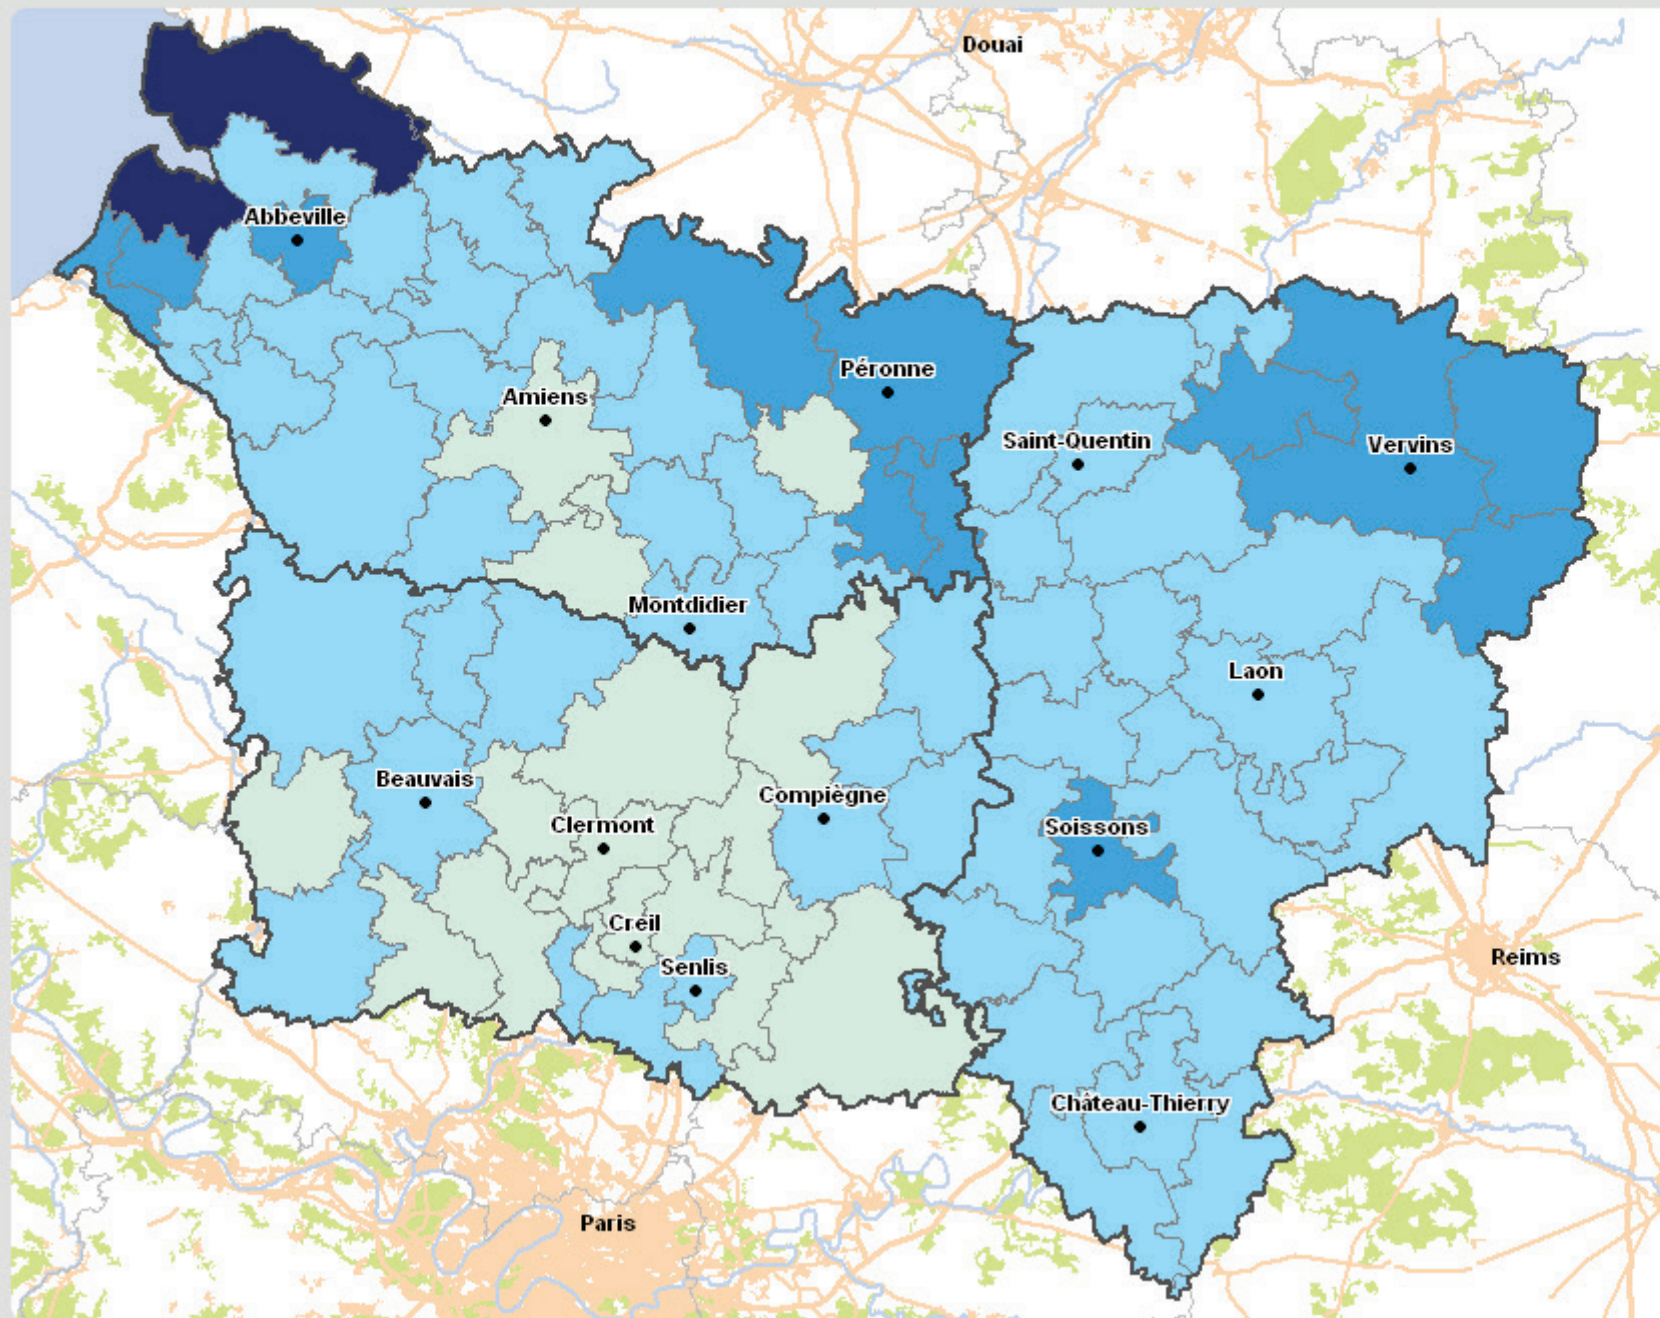 Douai
Abbeville
Péronne
Amiens
Saint-Quentin
Vervins
Montdidier
Laon
Beauvais
Compiègne
Clermont
Soissons
Creil
Senlis
Reims
Château-Thierry
Paris